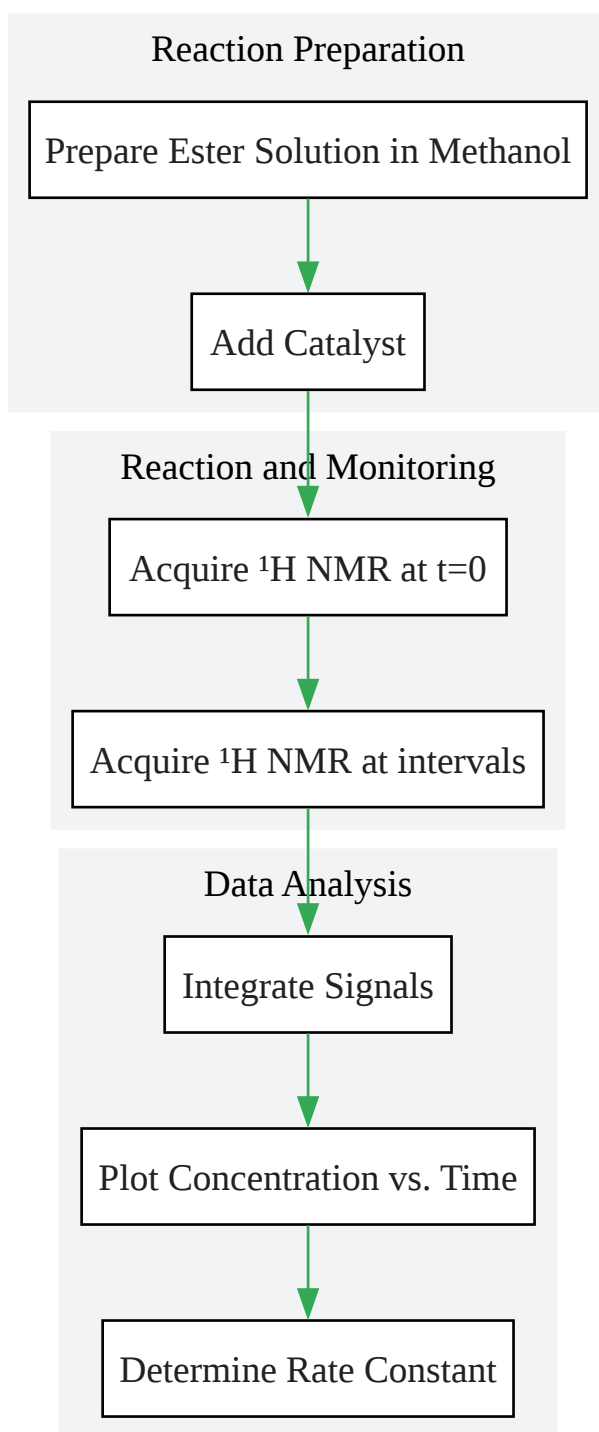 Reaction Preparation
Prepare Ester Solution in Methanol
Add Catalyst
Reaction and Monitoring
Acquire ¹H NMR at t=0
Acquire ¹H NMR at intervals
Data Analysis
Integrate Signals
Plot Concentration vs. Time
Determine Rate Constant